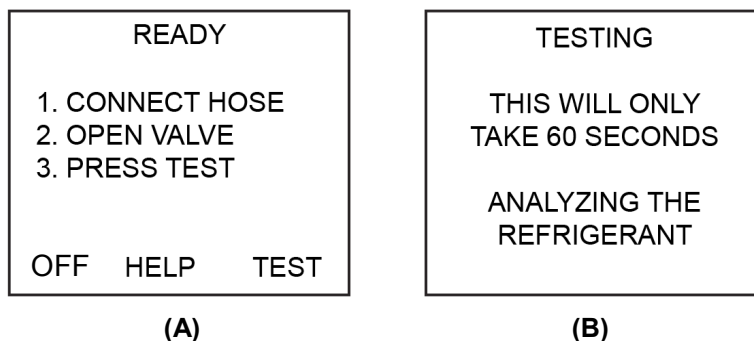 READY
1. CONNECT HOSE
2. OPEN VALVE
3. PRESS TEST
OFF HELP TEST
(A)
TESTING
THIS WILL ONLY
TAKE 60 SECONDS
ANALYZING THE
REFRIGERANT
(B)